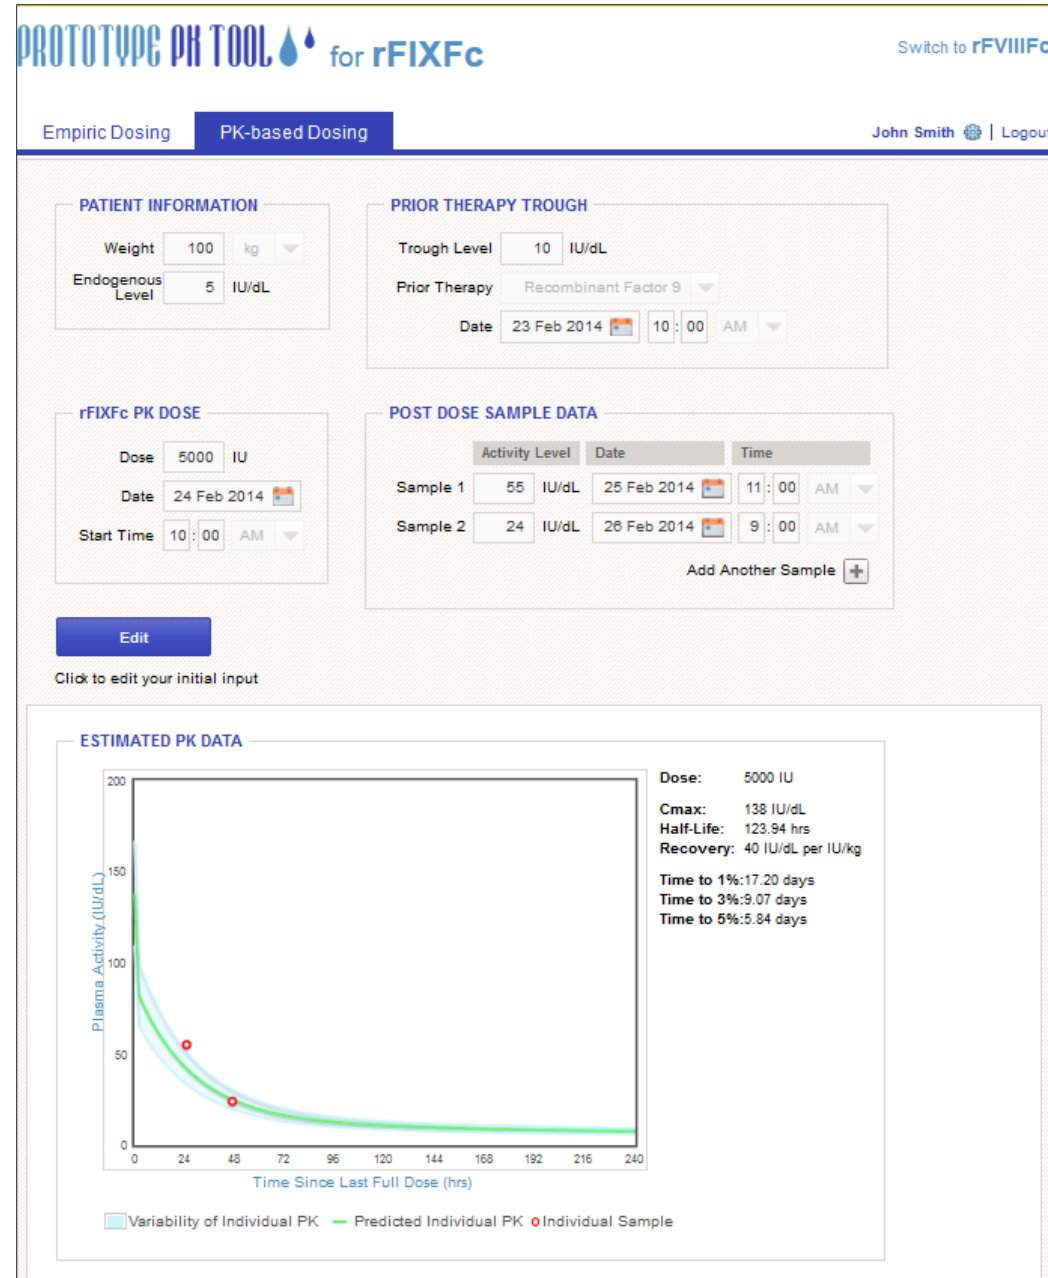 PROTOTYPE PK TOOL for rFIXFc
Switch to rFVIIIFc
Empiric Dosing
PK-based Dosing
John Smith | Logout
PATIENT INFORMATION
Weight 100 kg
Endogenous Level 5 IU/dL
PRIOR THERAPY TROUGH
Trough Level 10 IU/dL
Prior Therapy Recombinant Factor 9
Date 23 Feb 2014 10 : 00 AM
rFIXFc PK DOSE
Dose 5000 IU
Date 24 Feb 2014
Start Time 10 : 00 AM
POST DOSE SAMPLE DATA
Activity Level Date Time
Sample 1 55 IU/dL 25 Feb 2014 11 : 00 AM
Sample 2 24 IU/dL 26 Feb 2014 9 : 00 AM
Add Another Sample
Edit
Click to edit your initial input
ESTIMATED PK DATA
200
150
100
50
0
Plasma Activity (IU/dL)
0 24 48 72 96 120 144 168 192 216 240
Time Since Last Full Dose (hrs)
Variability of Individual PK Predicted Individual PK Individual Sample
Dose: 5000 IU
Cmax: 138 IU/dL
Half-Life: 123.94 hrs
Recovery: 40 IU/dL per IU/kg
Time to 1%:17.20 days
Time to 3%:9.07 days
Time to 5%:5.84 days